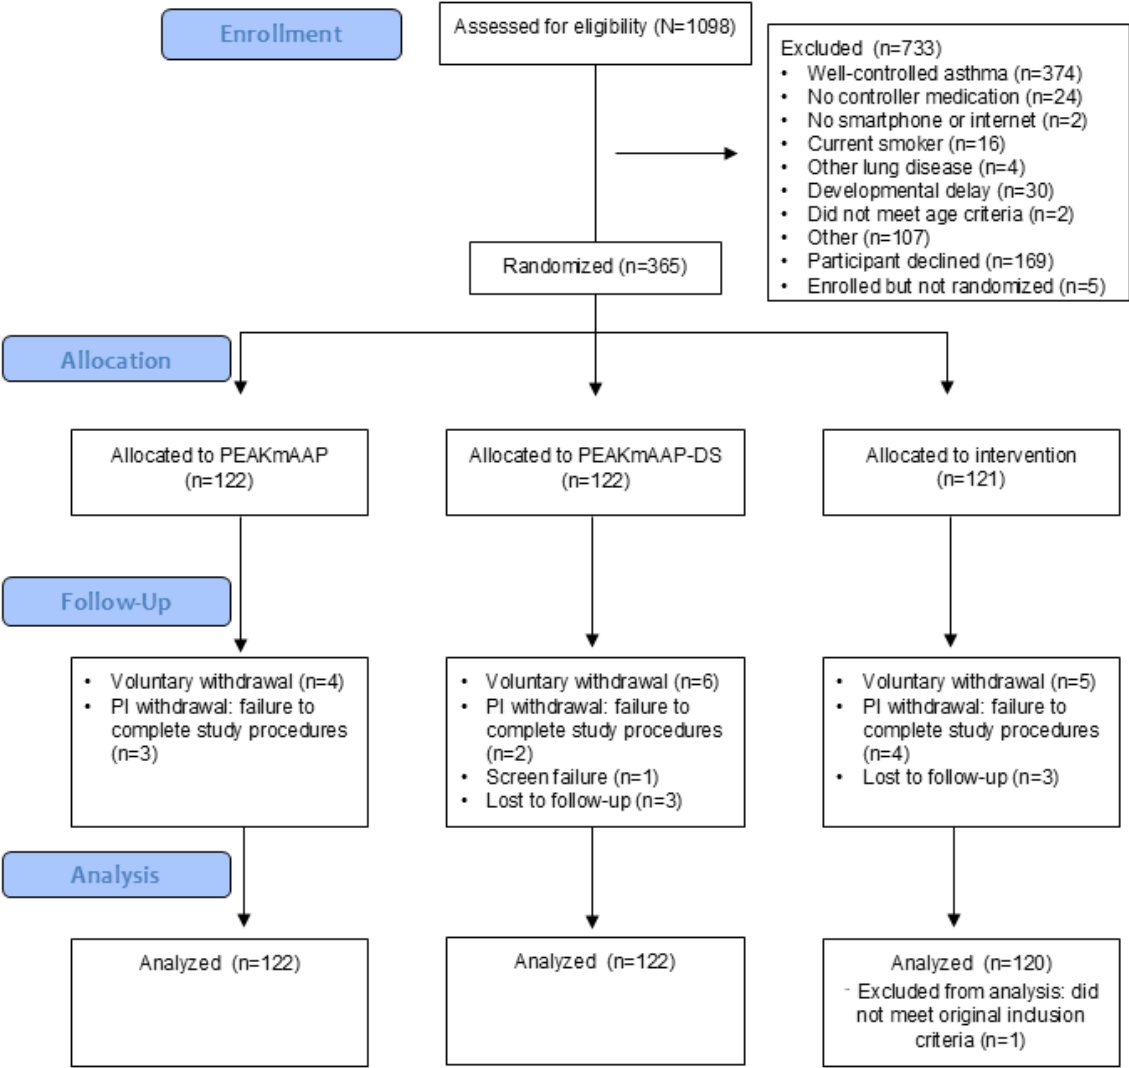 Enrollment
Assessed for eligibility (N=1098)
Excluded (n=733)
• Well-controlled asthma (n=374)
• No controller medication (n=24)
• No smartphone or internet (n=2)
• Current smoker (n=16)
• Other lung disease (n=4)
• Developmental delay (n=30)
• Did not meet age criteria (n=2)
• Other (n=107)
• Participant declined (n=169)
• Enrolled but not randomized (n=5)
Randomized (n=365)
Allocation
Allocated to PEAKmAAP
(n=122)
Allocated to PEAKmAAP-DS
(n=122)
Allocated to intervention
(n=121)
Follow-Up
• Voluntary withdrawal (n=4)
• PI withdrawal: failure to
complete study procedures
(n=3)
• Voluntary withdrawal (n=6)
• PI withdrawal: failure to
complete study procedures
(n=2)
• Screen failure (n=1)
• Lost to follow-up (n=3)
• Voluntary withdrawal (n=5)
• PI withdrawal: failure to
complete study procedures
(n=4)
• Lost to follow-up (n=3)
Analysis
Analyzed (n=122)
Analyzed (n=122)
Analyzed (n=120)
- Excluded from analysis: did
not meet original inclusion
criteria (n=1)